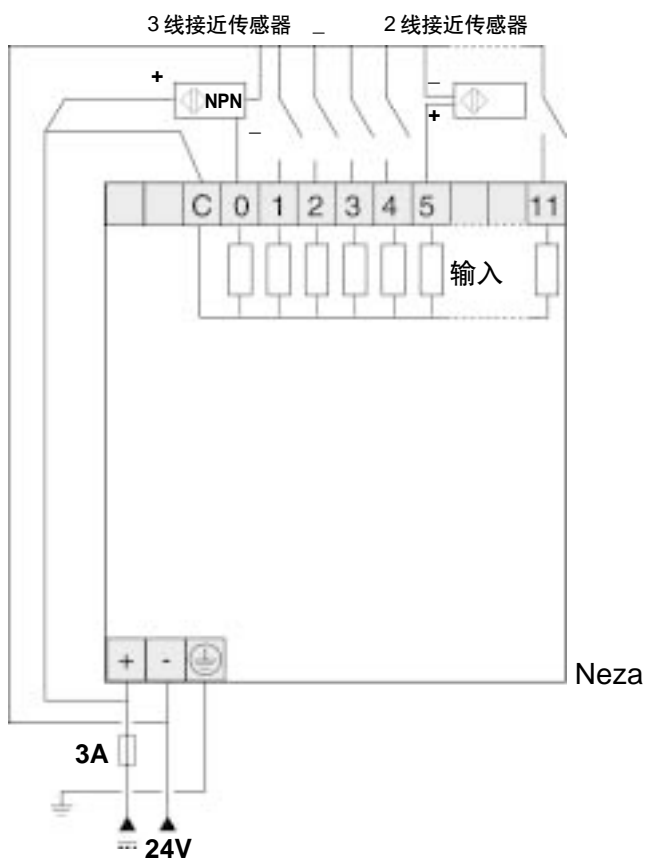 3 线接近传感器 – 2 线接近传感器
+
NPN
–
–
+
C 0 1 2 3 4 5 11
输入
+ -
Neza
3A
24V